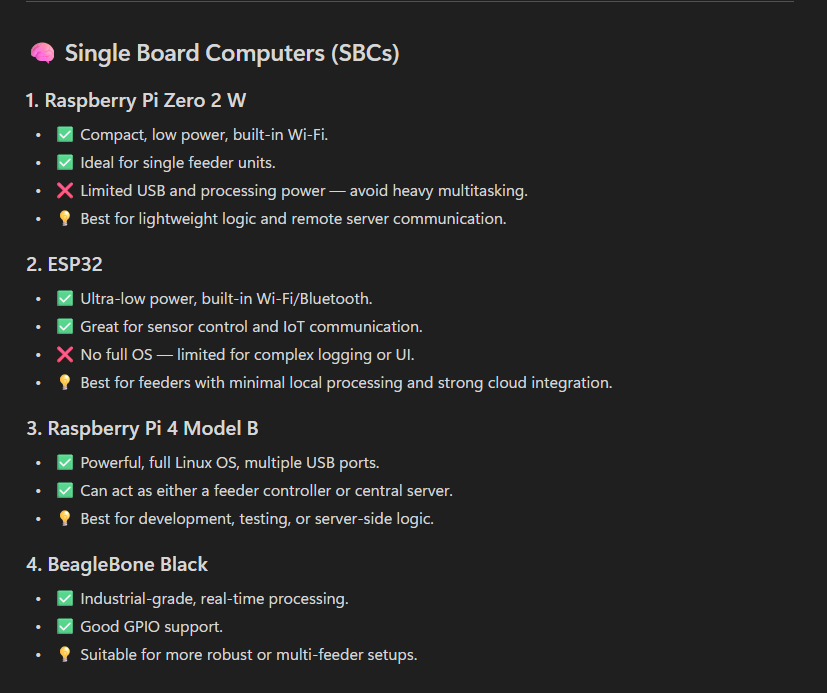 🧠 Single Board Computers (SBCs)
1. Raspberry Pi Zero 2 W
• ✅ Compact, low power, built-in Wi-Fi.
• ✅ Ideal for single feeder units.
• ❌ Limited USB and processing power — avoid heavy multitasking.
• 💡 Best for lightweight logic and remote server communication.
2. ESP32
• ✅ Ultra-low power, built-in Wi-Fi/Bluetooth.
• ✅ Great for sensor control and IoT communication.
• ❌ No full OS — limited for complex logging or UI.
• 💡 Best for feeders with minimal local processing and strong cloud integration.
3. Raspberry Pi 4 Model B
• ✅ Powerful, full Linux OS, multiple USB ports.
• ✅ Can act as either a feeder controller or central server.
• 💡 Best for development, testing, or server-side logic.
4. BeagleBone Black
• ✅ Industrial-grade, real-time processing.
• ✅ Good GPIO support.
• 💡 Suitable for more robust or multi-feeder setups.